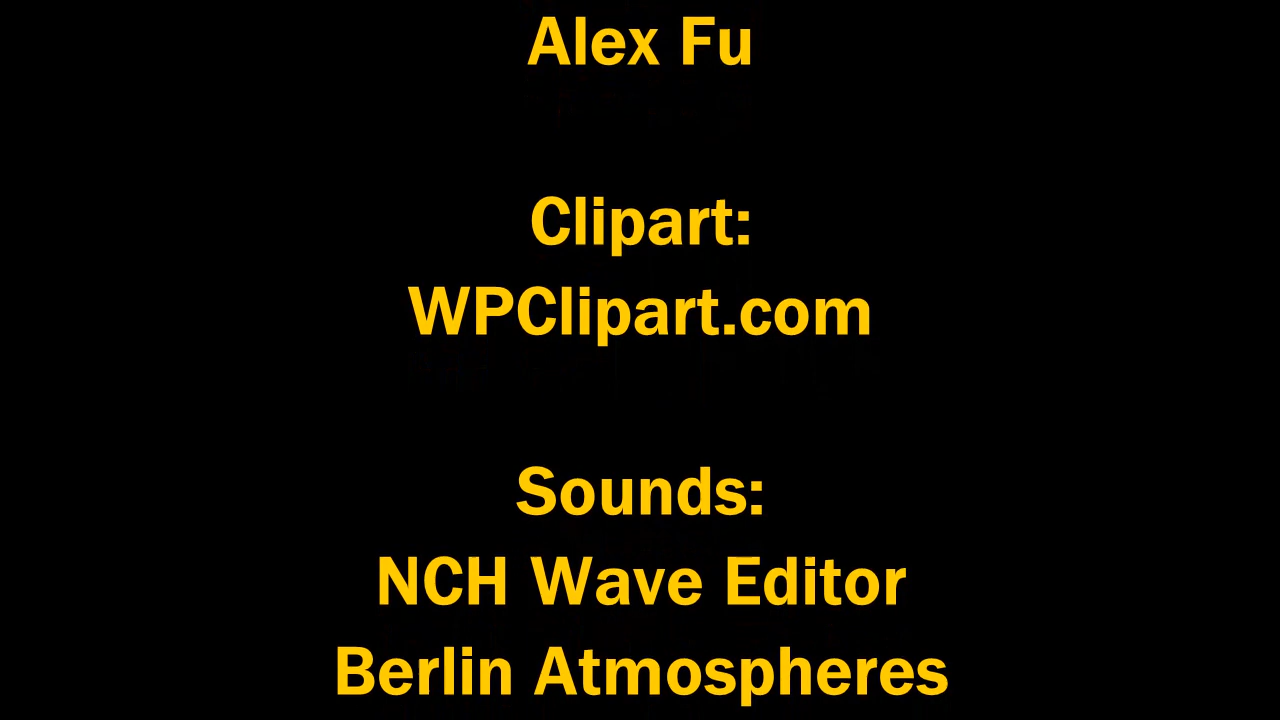 Alex Fu
Clipart:
WPClipart.com
Sounds:
NCH Wave Editor
Berlin Atmospheres